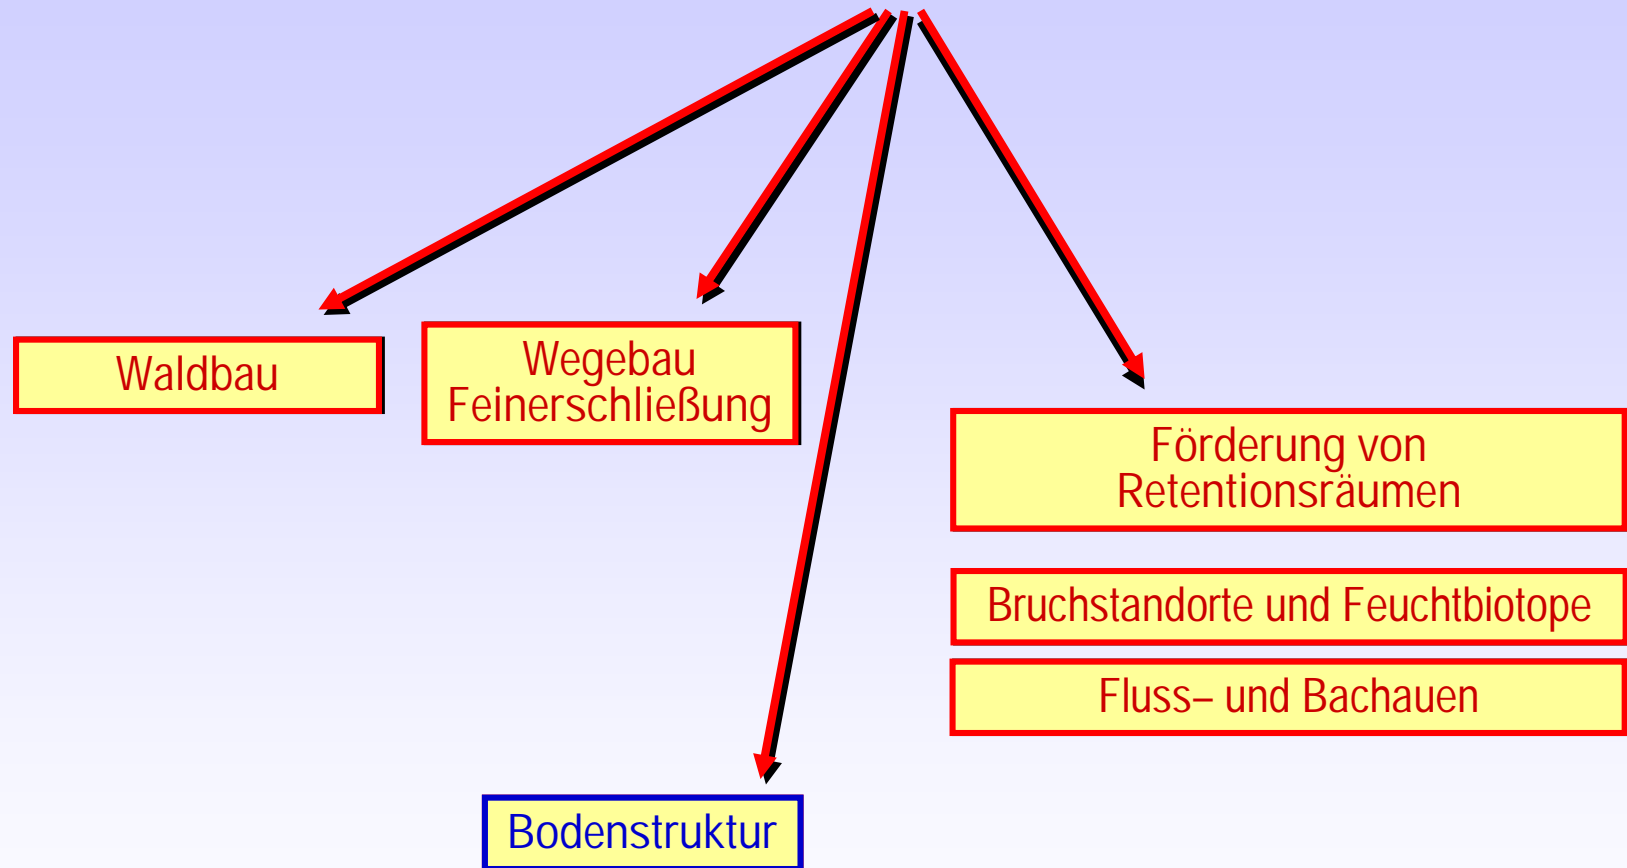 Waldbau
Wegebau
Feinerschließung
Förderung von
Retentionsräumen
Bruchstandorte und Feuchtbiotope
Fluss– und Bachauen
Bodenstruktur